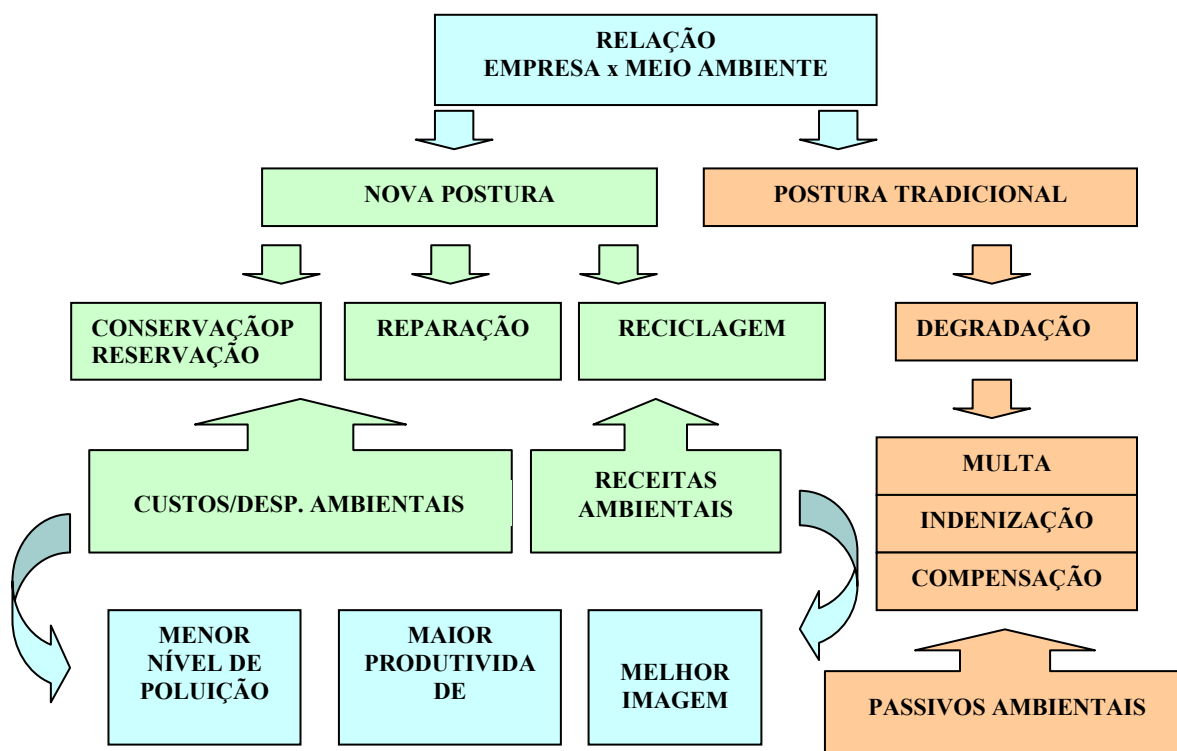 RELAÇÃO
EMPRESA x MEIO AMBIENTE
NOVA POSTURA
POSTURA TRADICIONAL
CONSERVAÇÃOP
RESERVAÇÃO
REPARAÇÃO
RECICLAGEM
DEGRADAÇÃO
CUSTOS/DESP. AMBIENTAIS
RECEITAS
AMBIENTAIS
MULTA
INDENIZAÇÃO
COMPENSAÇÃO
MENOR
NÍVEL DE
POLUIÇÃO
MAIOR
PRODUTIVIDA
DE
MELHOR
IMAGEM
PASSIVOS AMBIENTAIS